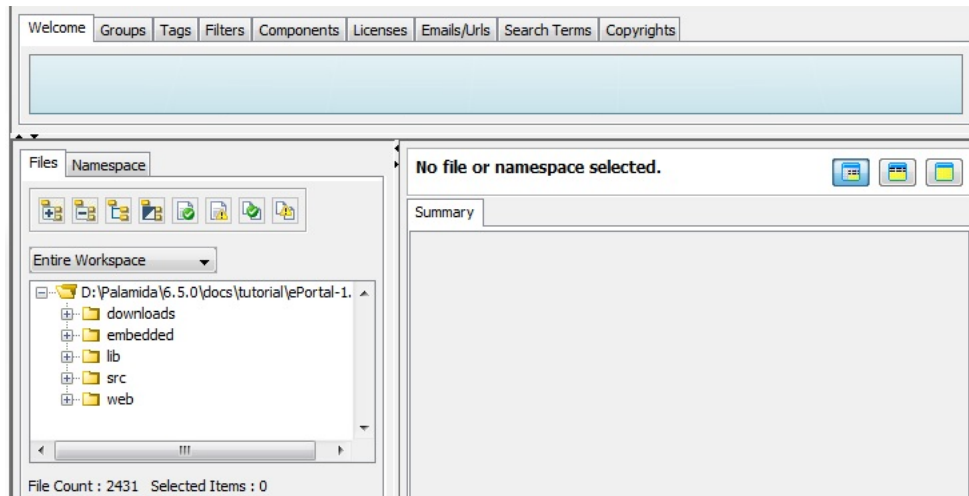 Welcome Groups Tags Filters Components Licenses Emails/Urls Search Terms Copyrights
Files Namespace
Entire Workspace
D:\Palamida\6.5.0\docs\tutorial\ePortal-1.
downloads
embedded
lib
src
web
File Count : 2431 Selected Items : 0
No file or namespace selected.
Summary